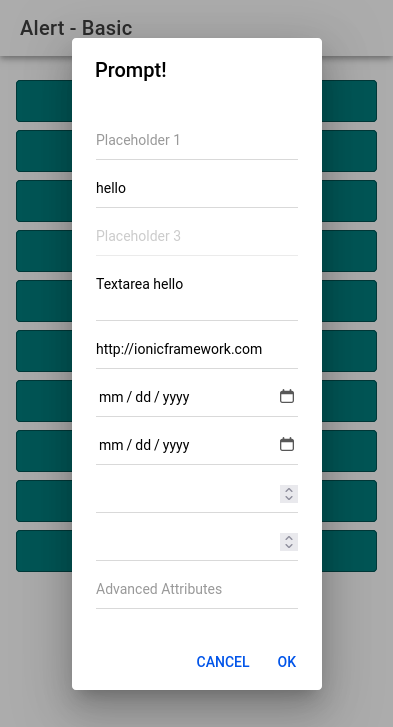 Alert - Basic
Prompt!
Placeholder 1
hello
Placeholder 3
Textarea hello
http://ionicframework.com
mm / dd / yyyy
mm / dd / yyyy
Advanced Attributes
CANCEL OK